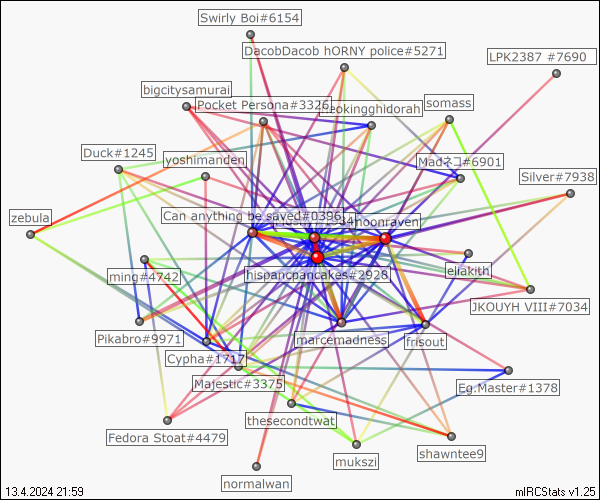 Swirly Boi#6154
DacobDacob hORNY police#5271
LPK2387 #7690
bigcitysamurai
Pocket Persona#3326
neokingghidorah
somass
Duck#1245
yoshimanden
Madネコ#6901
Silver#7938
zebula
Can anything be saved#0396
moonraven
ming#4742
hispanicpancakes#2928
eliakith
JKOUYH VIII#7034
Pikabro#9971
Cypha#1717
marcemadness
frisout
Majestic#3375
Eg.Master#1378
Fedora Stoat#4479
thesecondtwat
mukszi
shawntee9
normalwan
13.4.2024 21:59
mIRCStats v1.25